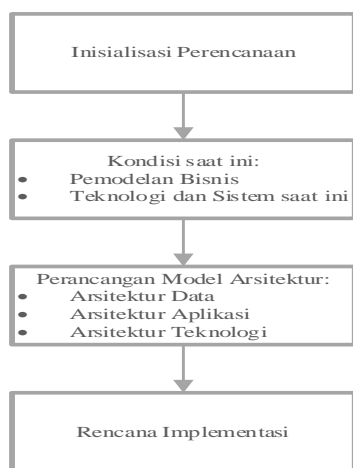 Inisialisasi Perencanaan
Kondisi saat ini:
• Pemodelan Bisnis
• Teknologi dan Sistem saat ini
Perancangan Model Arsitektur:
• Arsitektur Data
• Arsitektur Aplikasi
• Arsitektur Teknologi
Rencana Implementasi